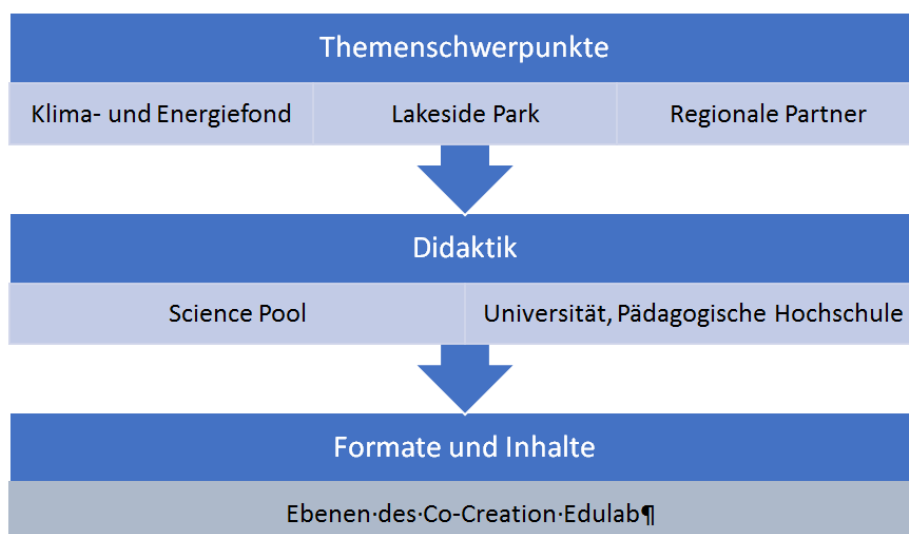 Themenschwerpunkte
Klima- und Energiefond Lakeside Park Regionale Partner
Didaktik
Science Pool Universität, Pädagogische Hochschule
Formate und Inhalte
Ebenen·des·Co-Creation·Edulab¶